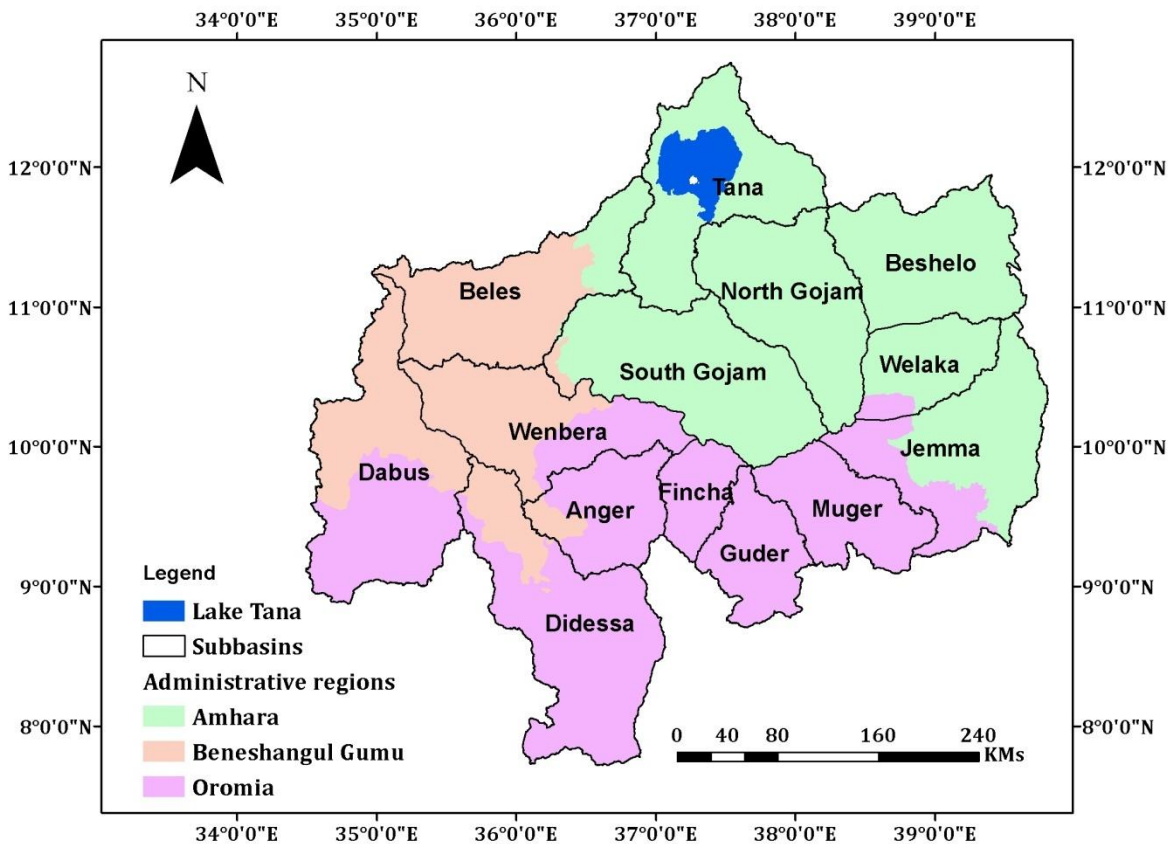 34°0'0"E 35°0'0"E 36°0'0"E 37°0'0"E 38°0'0"E 39°0'0"E
N
12°0'0"N 12°0'0"N
Tana
Beshelo
Beles
North Gojam
11°0'0"N 11°0'0"N
Welaka
South Gojam
Wenbera
10°0'0"N 10°0'0"N
Jemma
Dabus
Fincha
Anger
Muger
Guder
9°0'0"N 9°0'0"N
Didessa
8°0'0"N 8°0'0"N
Legend
Lake Tana
Subbasins
Administrative regions
Amhara
Beneshangul Gumu
Oromia
0 40 80 160 240
KMs
34°0'0"E 35°0'0"E 36°0'0"E 37°0'0"E 38°0'0"E 39°0'0"E